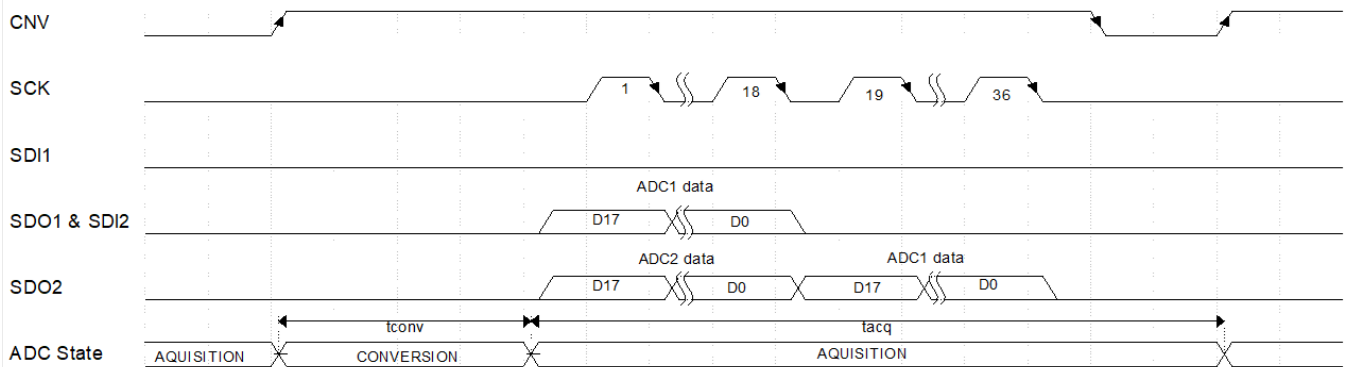 CNV
SCK
1
18
19
36
SDI1
ADC1 data
SDO1 & SDI2
D17
D0
ADC2 data
ADC1 data
SDO2
D17
D0
D17
D0
tconv
tacq
ADC State
AQUISITION
CONVERSION
AQUISITION